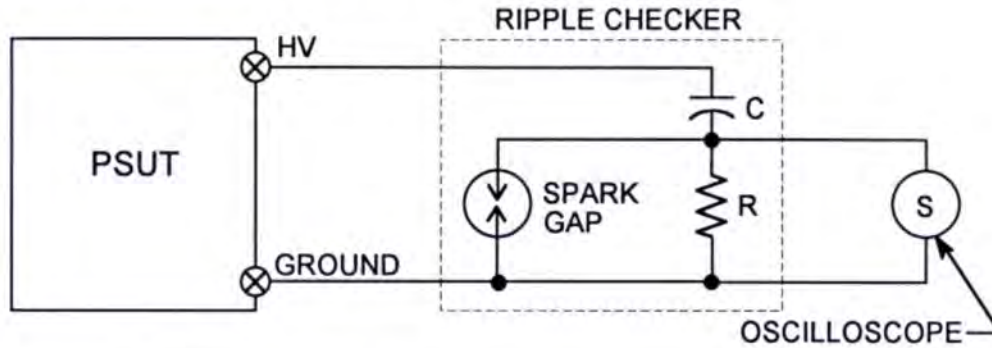 RIPPLE CHECKER
HV
C
PSUT
SPARK
GAP
R
S
GROUND
OSCILLOSCOPE